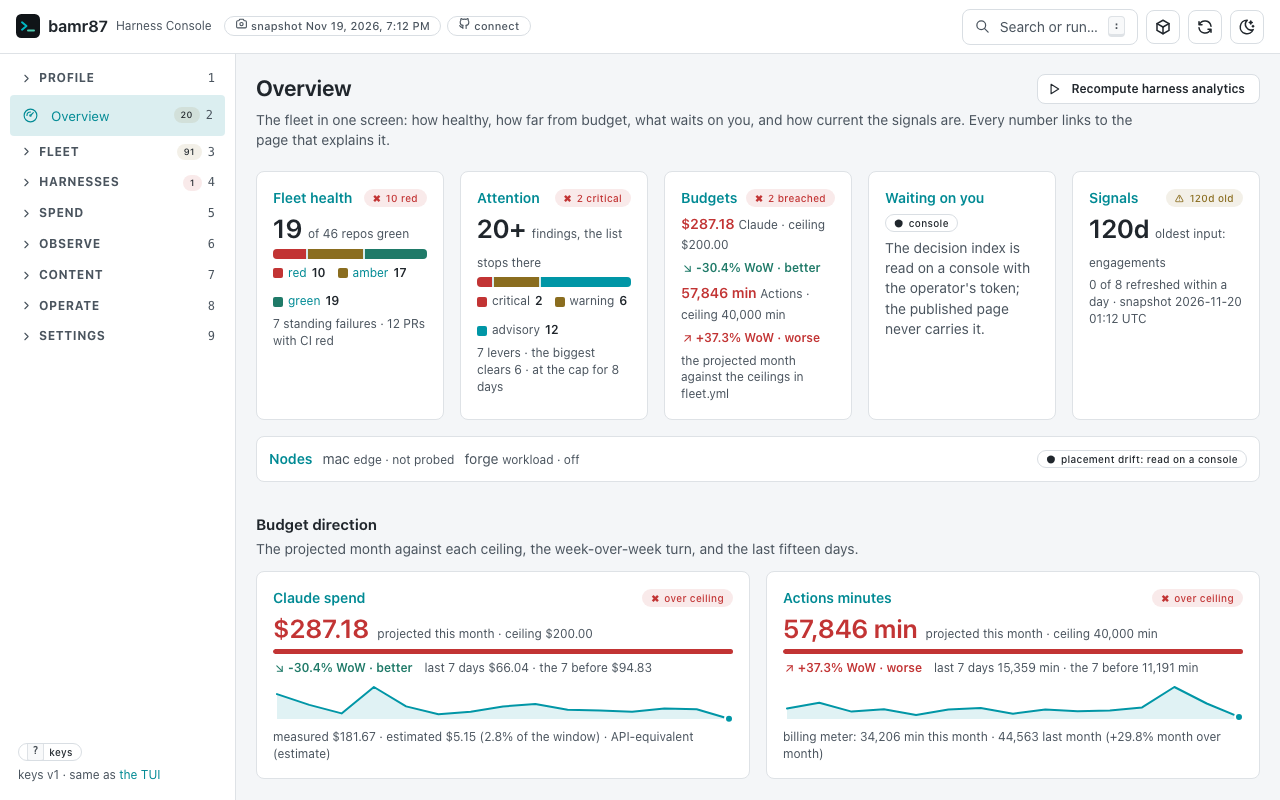 bamr87 Harness Console snapshot Nov 19, 2026, 7:12 PM connect Search or run... :
PROFILE 1
Overview 20 2
FLEET 91 3
HARNESSES 1 4
SPEND 5
OBSERVE 6
CONTENT 7
OPERATE 8
SETTINGS 9
? keys
keys v1 · same as the TUI
Overview
Recompute harness analytics
The fleet in one screen: how healthy, how far from budget, what waits on you, and how current the signals are. Every number links to the
page that explains it.
Fleet health 10 red
19 of 46 repos green
red 10 amber 17
green 19
7 standing failures · 12 PRs
with CI red
Attention 2 critical
20+ findings, the list
stops there
critical 2 warning 6
advisory 12
7 levers · the biggest
clears 6 · at the cap for 8
days
Budgets 2 breached
$287.18 Claude · ceiling
$200.00
↘ -30.4% WoW · better
57,846 min Actions ·
ceiling 40,000 min
↗ +37.3% WoW · worse
the projected month
against the ceilings in
fleet.yml
Waiting on you
console
The decision index is
read on a console with
the operator's token;
the published page
never carries it.
Signals 120d old
120d oldest input:
engagements
0 of 8 refreshed within a
day · snapshot 2026-11-20
01:12 UTC
Nodes mac edge · not probed forge workload · off placement drift: read on a console
Budget direction
The projected month against each ceiling, the week-over-week turn, and the last fifteen days.
Claude spend over ceiling
$287.18 projected this month · ceiling $200.00
↘ -30.4% WoW · better last 7 days $66.04 · the 7 before $94.83
measured $181.67 · estimated $5.15 (2.8% of the window) · API-equivalent
(estimate)
Actions minutes over ceiling
57,846 min projected this month · ceiling 40,000 min
↗ +37.3% WoW · worse last 7 days 15,359 min · the 7 before 11,191 min
billing meter: 34,206 min this month · 44,563 last month (+29.8% month over
month)